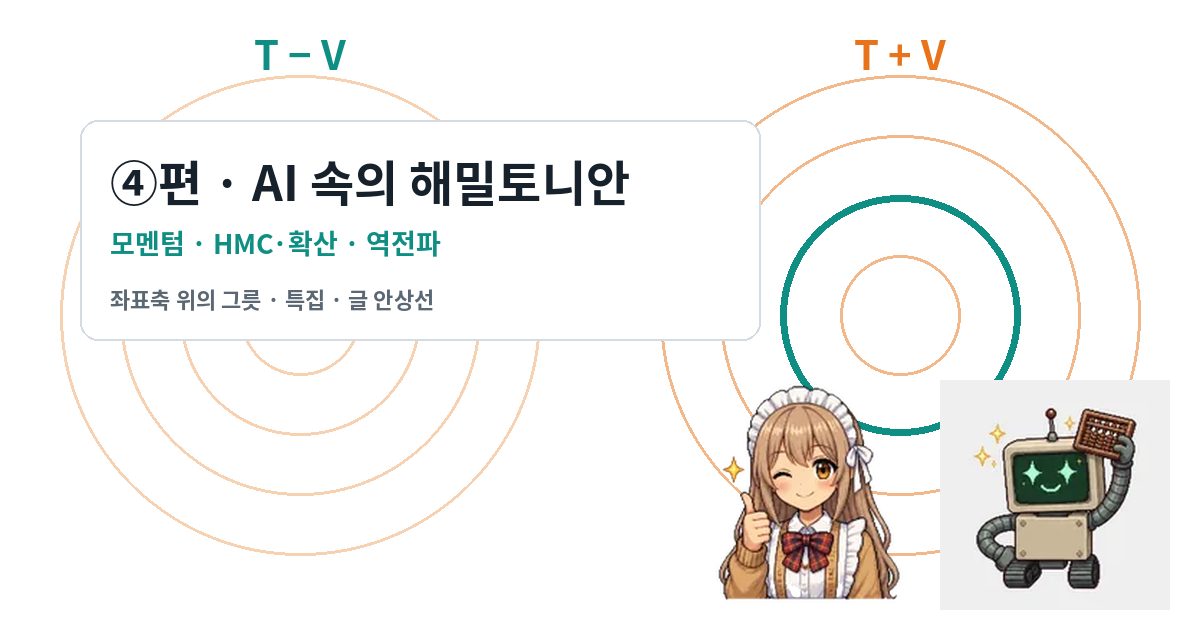 T − V
T + V
④편 · AI 속의 해밀토니안
모멘텀 · HMC·확산 · 역전파
좌표축 위의 그릇 · 특집 · 글 안상선